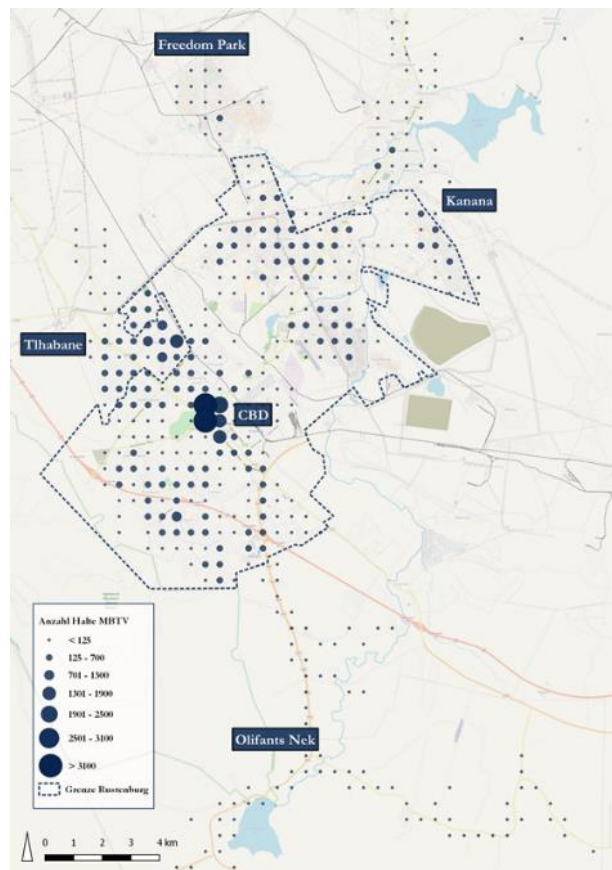 Freedom Park
Kanana
Tlhabane
CBD
Anzahl Halte MBTV
< 125
125 - 700
701 - 1300
1301 - 1900
1901 - 2500
2501 - 3100
> 3100
Grenze Rustenburg
Olifants Nek
0 1 2 3 4 km